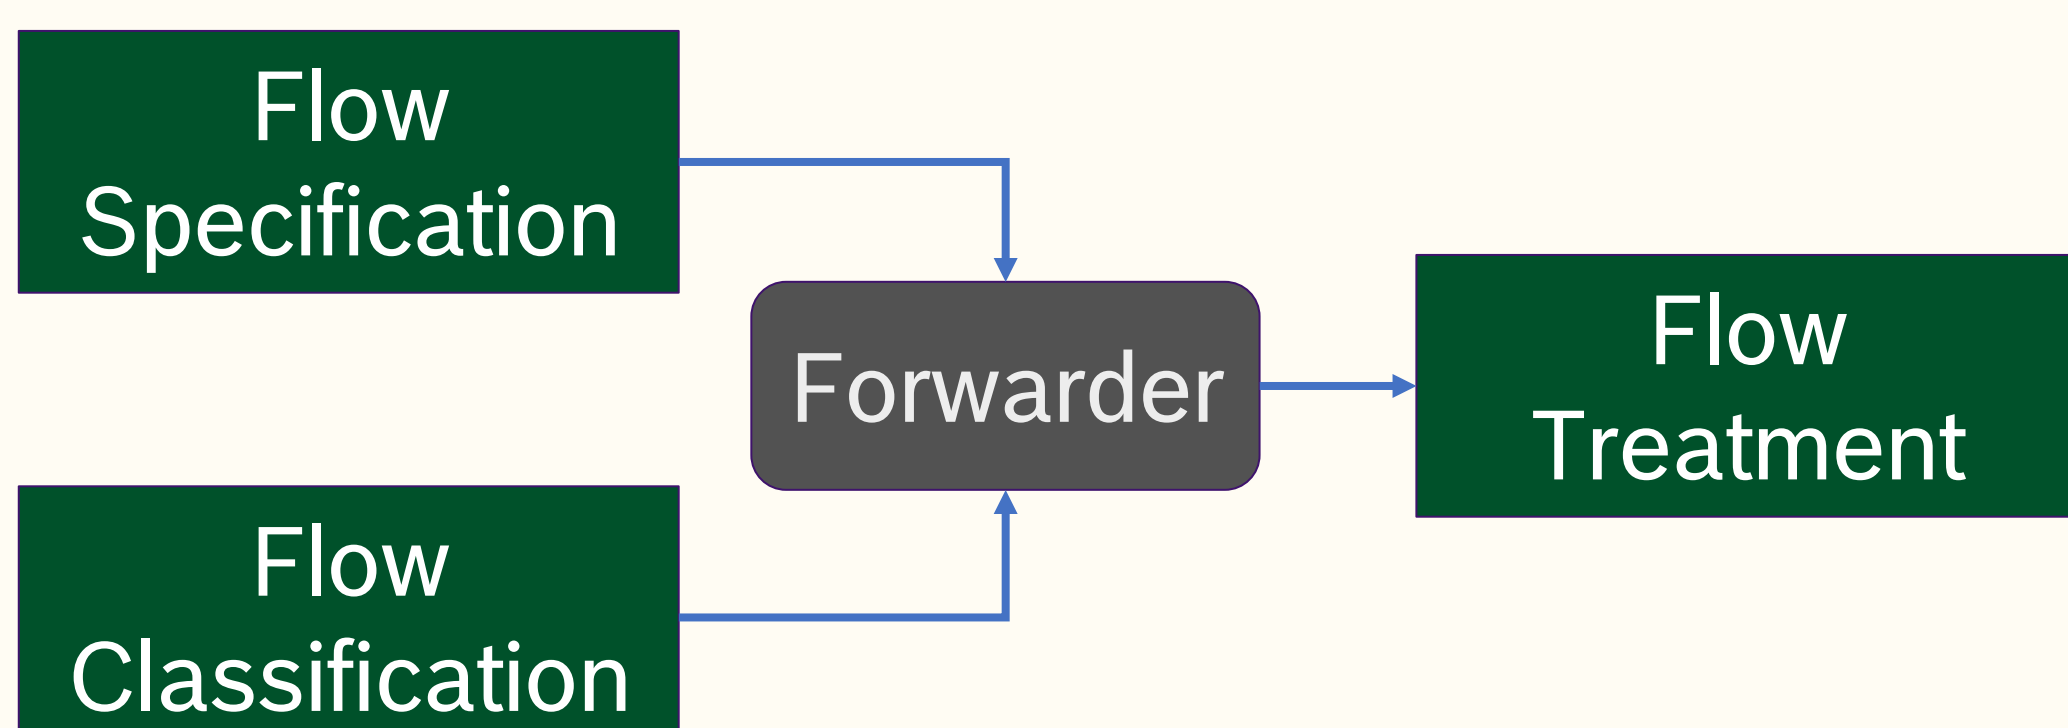 Flow
Specification
Forwarder
Flow
Treatment
Flow
Classification